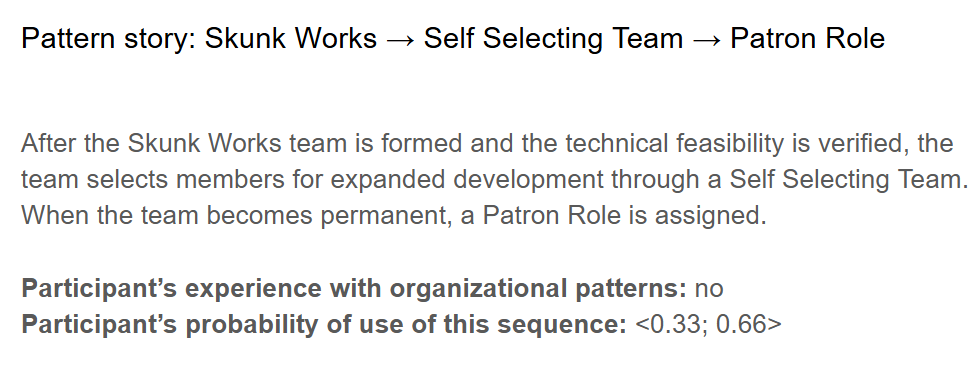 Pattern story: Skunk Works → Self Selecting Team → Patron Role
After the Skunk Works team is formed and the technical feasibility is verified, the
team selects members for expanded development through a Self Selecting Team.
When the team becomes permanent, a Patron Role is assigned.
Participant’s experience with organizational patterns: no
Participant’s probability of use of this sequence: <0.33; 0.66>